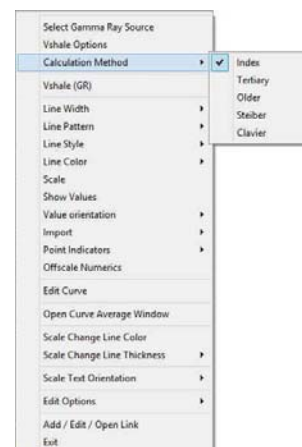 Select Gamma Ray Source
Vshale Options
Calculation Method
Vshale (GR)
Line Width
Line Pattern
Line Style
Line Color
Scale
Show Values
Value orientation
Import
Point Indicators
Offscale Numerics
Edit Curve
Open Curve Average Window
Scale Change Line Color
Scale Change Line Thickness
Scale Text Orientation
Edit Options
Add / Edit / Open Link
Exit
Index
Tertiary
Older
Steiber
Clavier